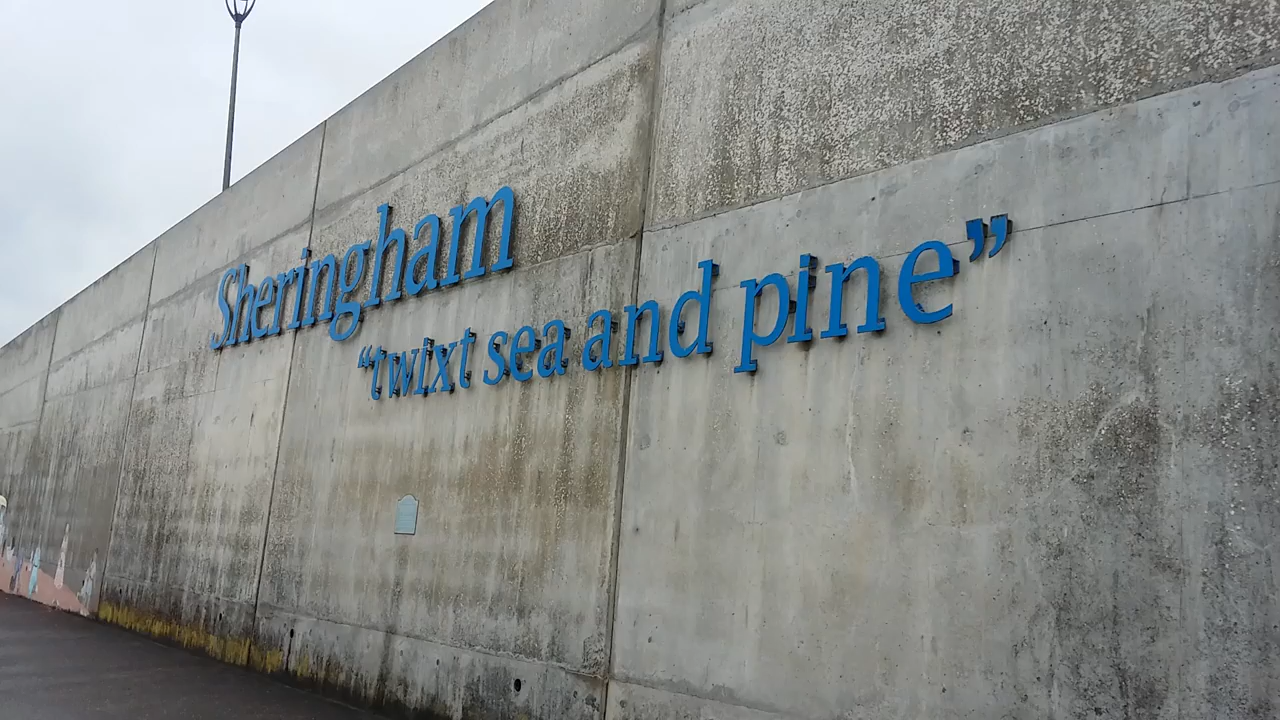 Sheringham
“twixt sea and pine”